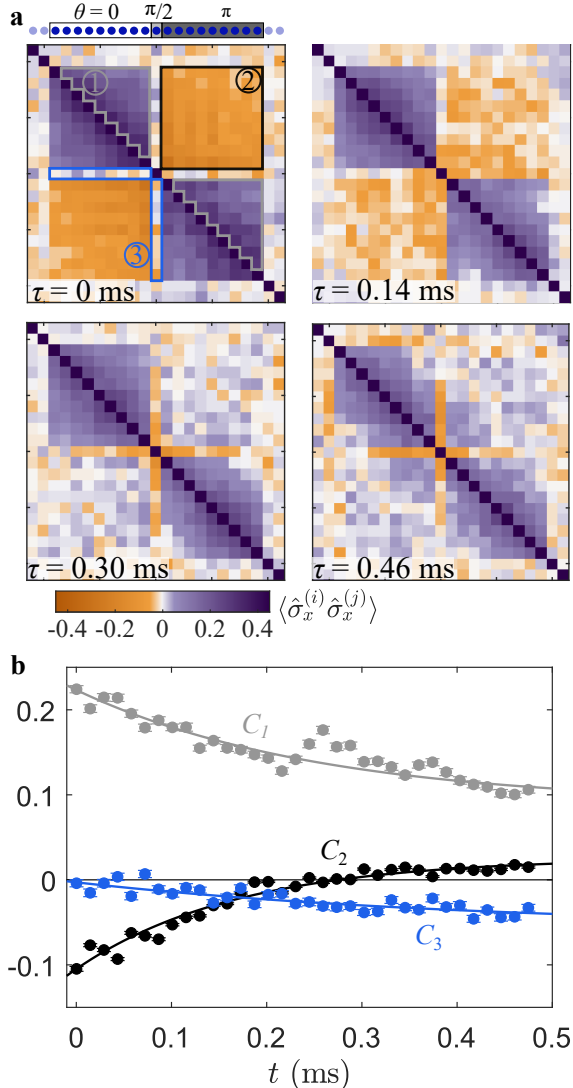 a
θ = 0 π/2 π
1
2
3
τ = 0 ms
τ = 0.14 ms
τ = 0.30 ms
τ = 0.46 ms
-0.4 -0.2 0 0.2 0.4
⟨σ̂ₓ⁽ⁱ⁾ σ̂ₓ⁽ʲ⁾⟩
b
0.2
0.1
0
-0.1
C₁
C₂
C₃
0 0.1 0.2 0.3 0.4 0.5
t (ms)